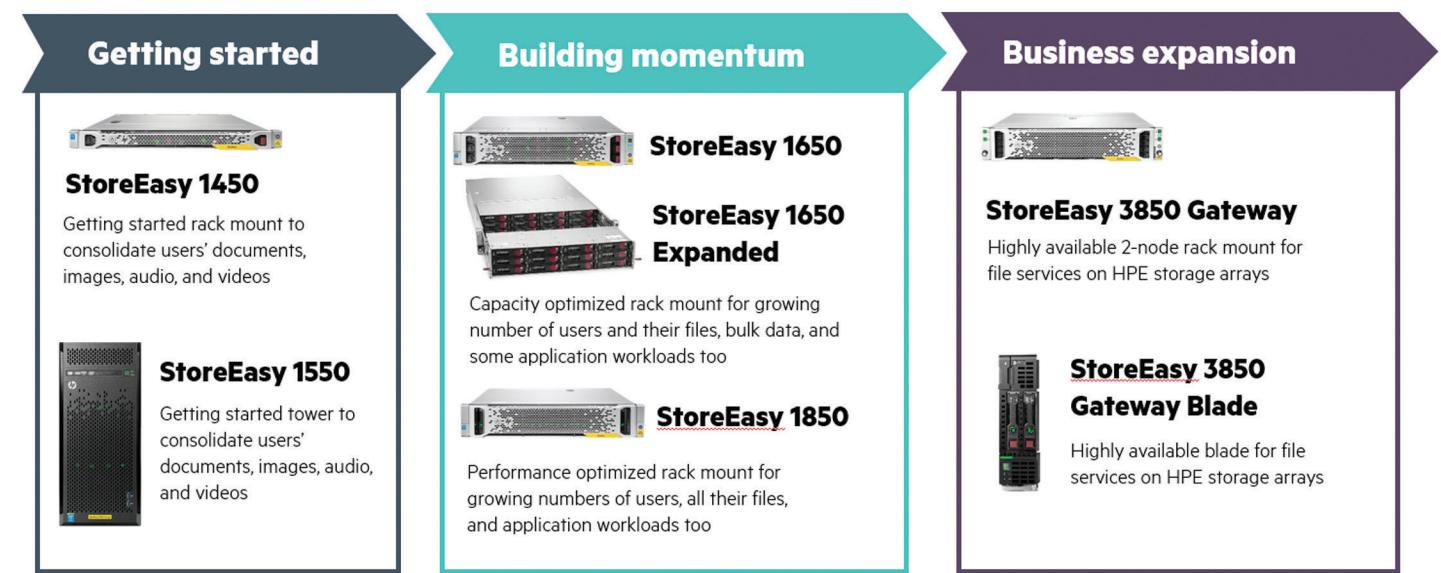 Getting started
StoreEasy 1450
Getting started rack mount to
consolidate users' documents,
images, audio, and videos
StoreEasy 1550
Getting started tower to
consolidate users'
documents, images, audio,
and videos
Building momentum
StoreEasy 1650
StoreEasy 1650
Expanded
Capacity optimized rack mount for growing
number of users and their files, bulk data, and
some application workloads too
StoreEasy 1850
Performance optimized rack mount for
growing numbers of users, all their files,
and application workloads too
Business expansion
StoreEasy 3850 Gateway
Highly available 2-node rack mount for
file services on HPE storage arrays
StoreEasy 3850
Gateway Blade
Highly available blade for file
services on HPE storage arrays